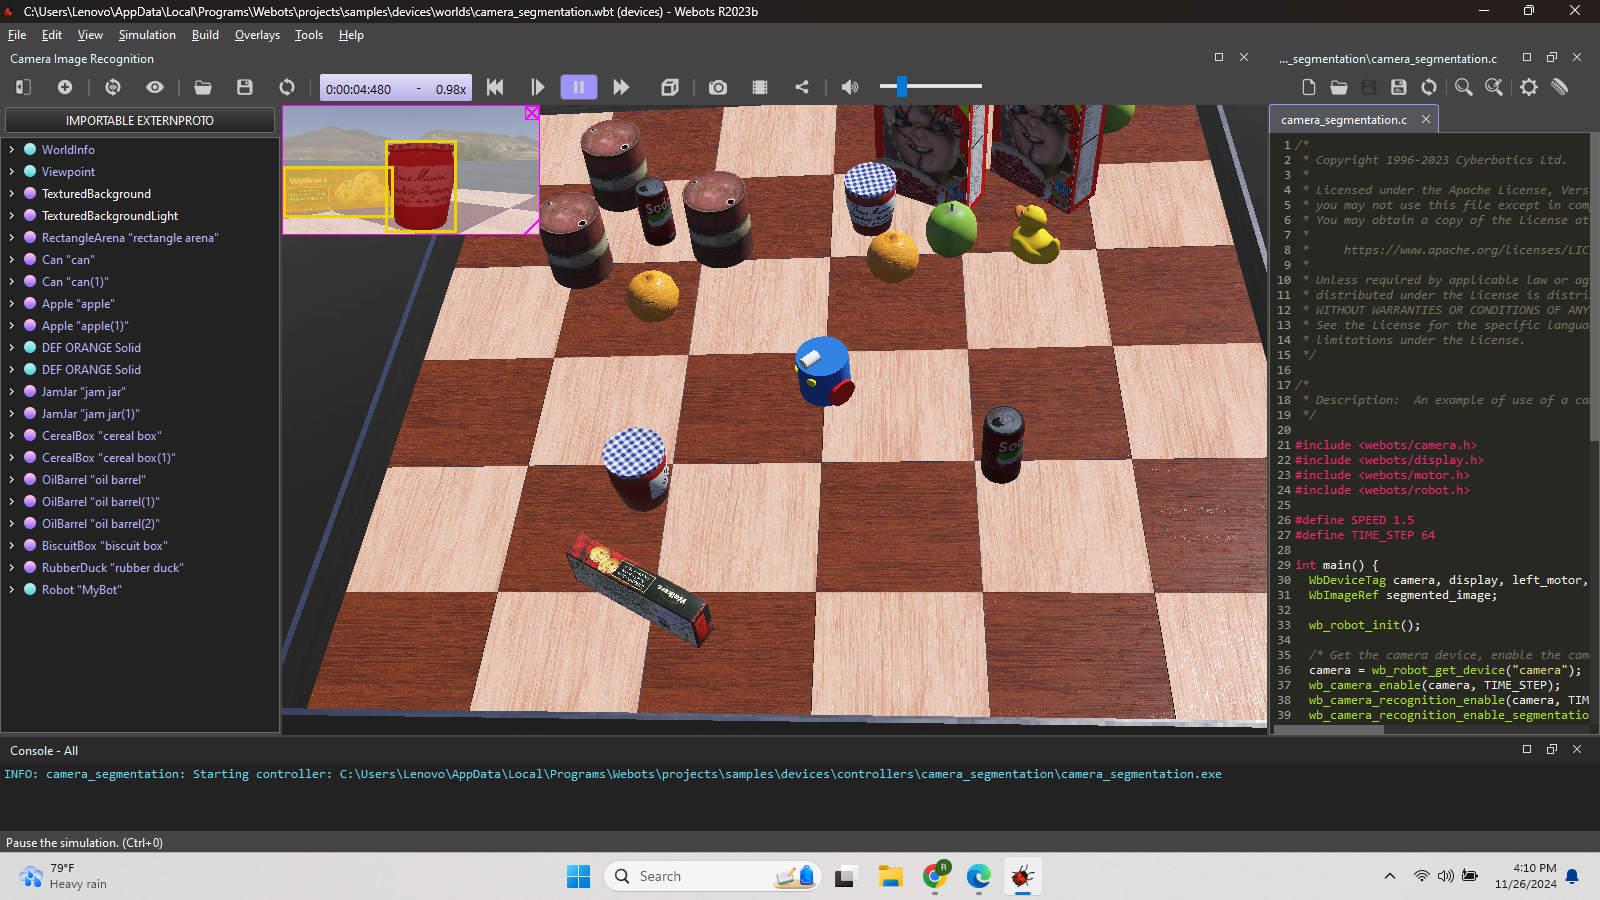 C:\Users\Lenovo\AppData\Local\Programs\Webots\projects\samples\devices\worlds\camera_segmentation.wbt (devices) - Webots R2023b
File Edit View Simulation Build Overlays Tools Help
Camera Image Recognition
..._segmentation\camera_segmentation.c
0:00:04:480 - 0.98x
IMPORTABLE EXTERNPROTO
WorldInfo
Viewpoint
TexturedBackground
TexturedBackgroundLight
RectangleArena "rectangle arena"
Can "can"
Can "can(1)"
Apple "apple"
Apple "apple(1)"
DEF ORANGE Solid
DEF ORANGE Solid
JamJar "jam jar"
JamJar "jam jar(1)"
CerealBox "cereal box"
CerealBox "cereal box(1)"
OilBarrel "oil barrel"
OilBarrel "oil barrel(1)"
OilBarrel "oil barrel(2)"
BiscuitBox "biscuit box"
RubberDuck "rubber duck"
Robot "MyBot"
Walkers
Soda
So
Walkers
camera_segmentation.c
1 /*
2 * Copyright 1996-2023 Cyberbotics Ltd.
3 *
4 * Licensed under the Apache License, Vers
5 * you may not use this file except in com
6 * You may obtain a copy of the License at
7 *
8 * https://www.apache.org/licenses/LIC
9 *
10 * Unless required by applicable law or ag
11 * distributed under the License is distri
12 * WITHOUT WARRANTIES OR CONDITIONS OF ANY
13 * See the License for the specific langua
14 * limitations under the License.
15 */
16
17 /*
18 * Description: An example of use of a ca
19 */
20
21 #include <webots/camera.h>
22 #include <webots/display.h>
23 #include <webots/motor.h>
24 #include <webots/robot.h>
25
26 #define SPEED 1.5
27 #define TIME_STEP 64
28
29 int main() {
30 WbDeviceTag camera, display, left_motor,
31 WbImageRef segmented_image;
32
33 wb_robot_init();
34
35 /* Get the camera device, enable the cam
36 camera = wb_robot_get_device("camera");
37 wb_camera_enable(camera, TIME_STEP);
38 wb_camera_recognition_enable(camera, TIM
39 wb_camera_recognition_enable_segmentatio
Console - All
INFO: camera_segmentation: Starting controller: C:\Users\Lenovo\AppData\Local\Programs\Webots\projects\samples\devices\controllers\camera_segmentation\camera_segmentation.exe
Pause the simulation. (Ctrl+0)
79°F
Heavy rain
Search
R
4:10 PM
11/26/2024